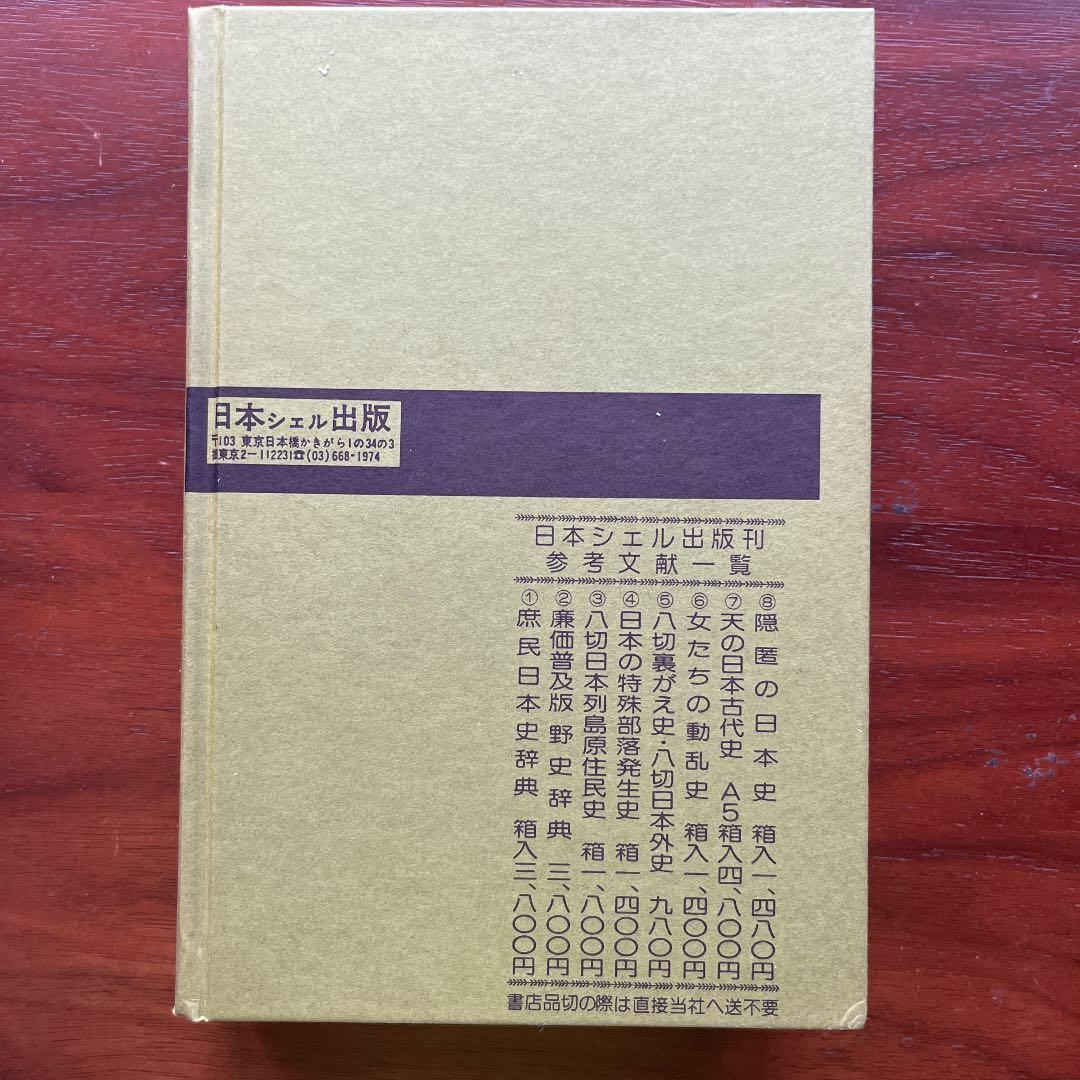 日本シェル出版
〒103 東京日本橋かきがら1の34の3
東京2ー112231☎(03)668-1974
日本シェル出版刊
参考文献一覧
⑧隠匿の日本史 箱入一、四八〇円
⑦天の日本古代史 A5箱入四、八〇〇円
⑥女たちの動乱史 箱入一、四〇〇円
⑤八切裏がえ史・八切日本外史 九八〇円
④日本の特殊部落発生史 箱一、四〇〇円
③八切日本列島原住民史 箱一、八〇〇円
②廉価普及版 野史辞典 三、八〇〇円
①庶民日本史辞典 箱入三、八〇〇円
書店品切の際は直接当社へ送不要